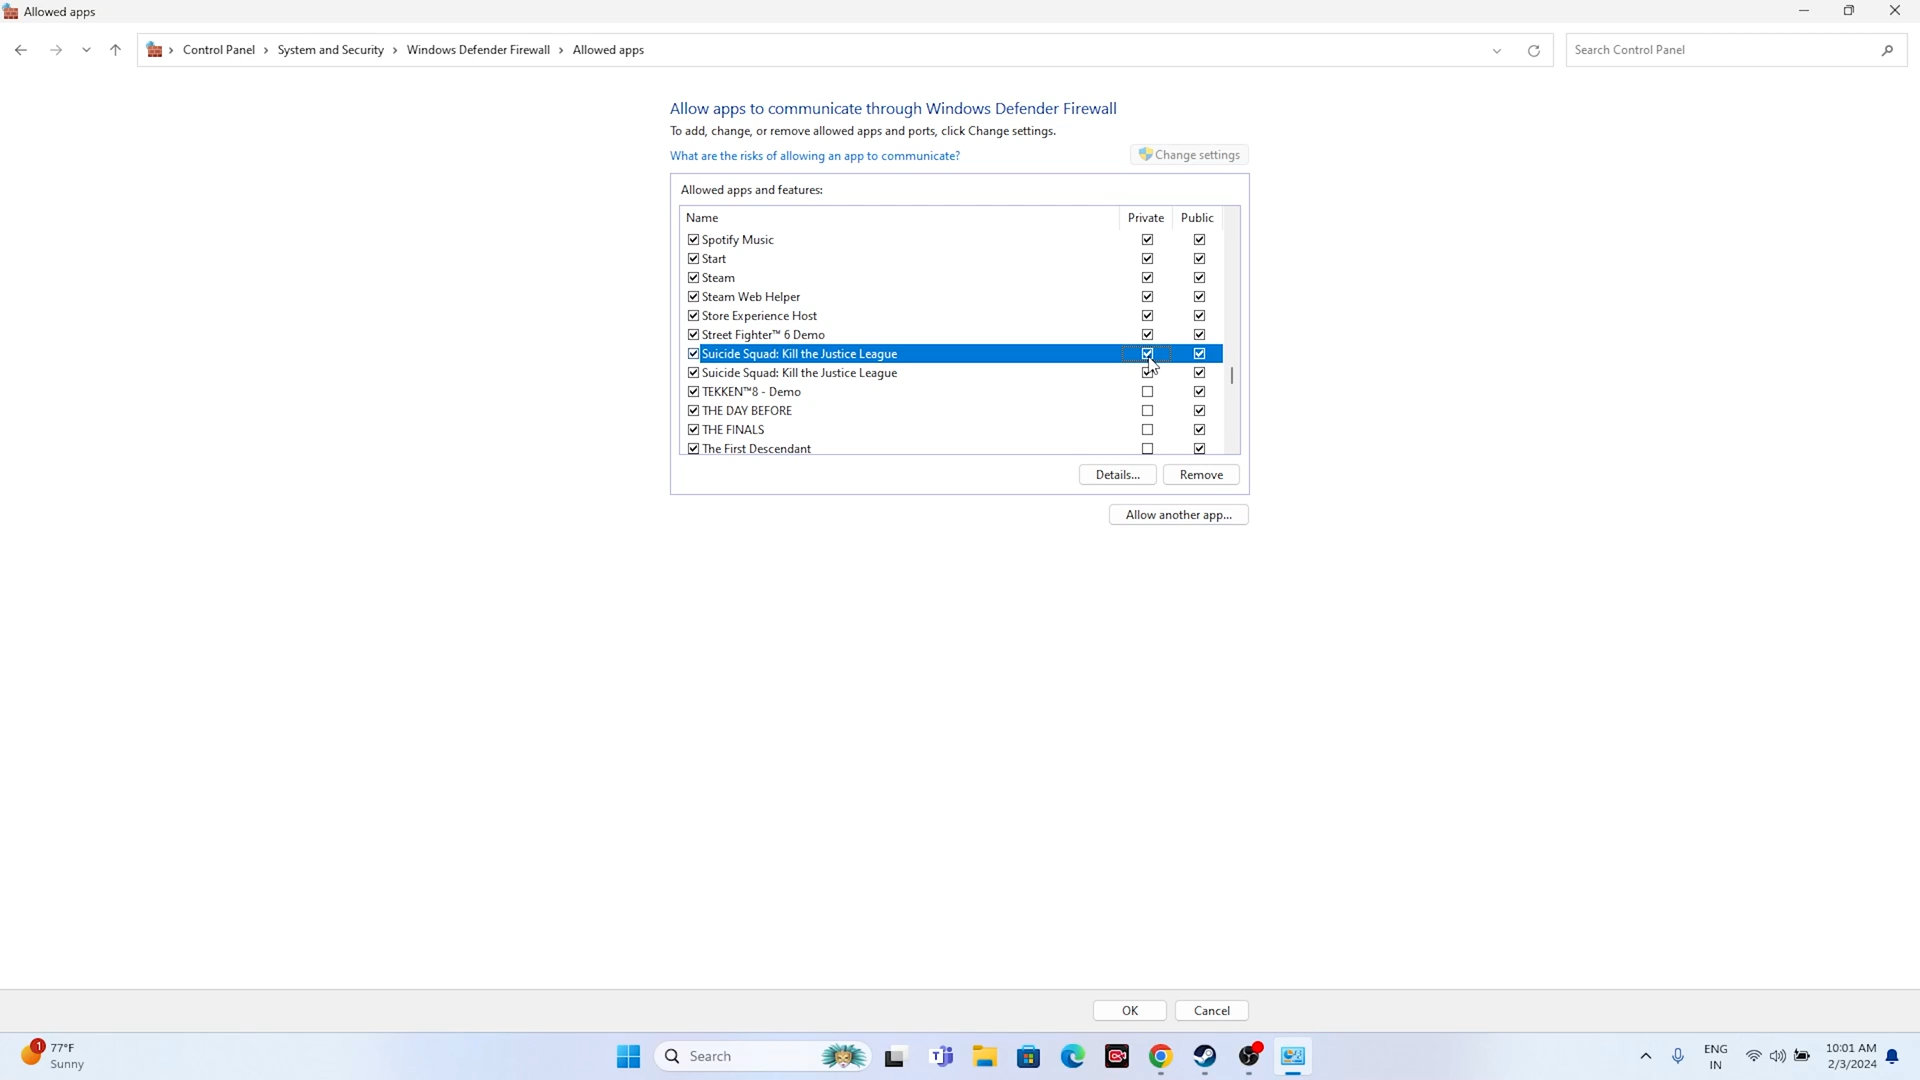 Allowed apps
Control Panel > System and Security > Windows Defender Firewall > Allowed apps
Search Control Panel
Allow apps to communicate through Windows Defender Firewall
To add, change, or remove allowed apps and ports, click Change settings.
What are the risks of allowing an app to communicate?
Change settings
Allowed apps and features:
Name Private Public
Spotify Music
Start
Steam
Steam Web Helper
Store Experience Host
Street Fighter™ 6 Demo
Suicide Squad: Kill the Justice League
Suicide Squad: Kill the Justice League
TEKKEN™8 - Demo
THE DAY BEFORE
THE FINALS
The First Descendant
Details... Remove
Allow another app...
OK Cancel
1
77°F
Sunny
Search
ENG
IN
10:01 AM
2/3/2024